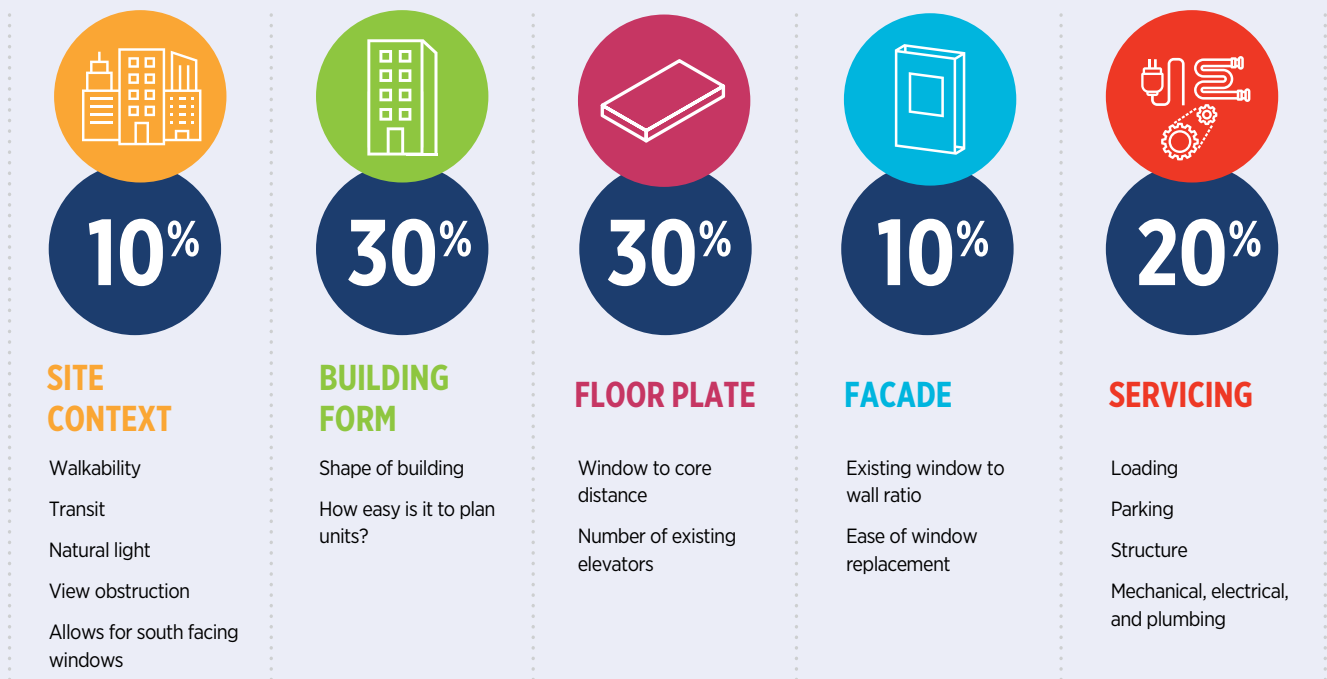 10%
SITE
CONTEXT
Walkability
Transit
Natural light
View obstruction
Allows for south facing
windows
30%
BUILDING
FORM
Shape of building
How easy is it to plan
units?
30%
FLOOR PLATE
Window to core
distance
Number of existing
elevators
10%
FACADE
Existing window to
wall ratio
Ease of window
replacement
20%
SERVICING
Loading
Parking
Structure
Mechanical, electrical,
and plumbing